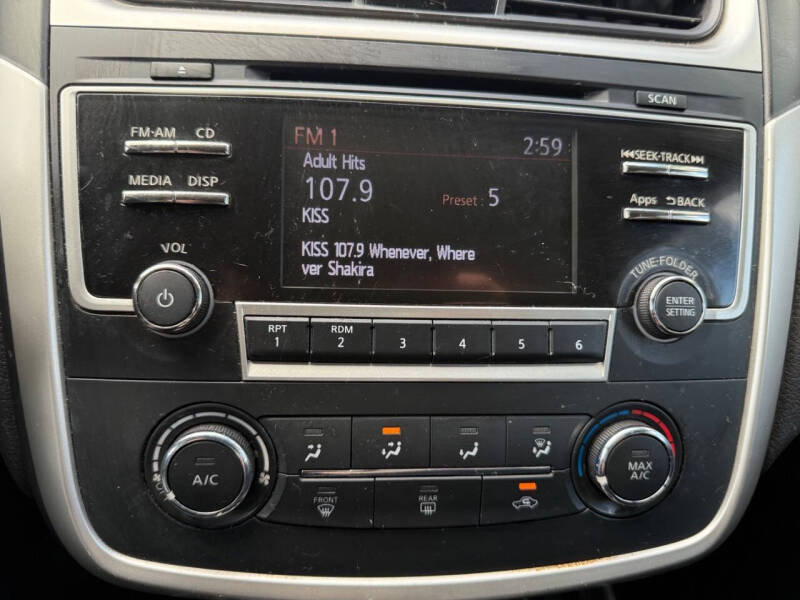 SCAN
FM·AM CD
MEDIA DISP
VOL
FM 1 2:59
Adult Hits
107.9
Preset : 5
KISS
KISS 107.9 Whenever, Where
ver Shakira
SEEK·TRACK
Apps BACK
TUNE·FOLDER
ENTER
SETTING
RPT RDM
1 2 3 4 5 6
A/C
FRONT REAR
MAX
A/C